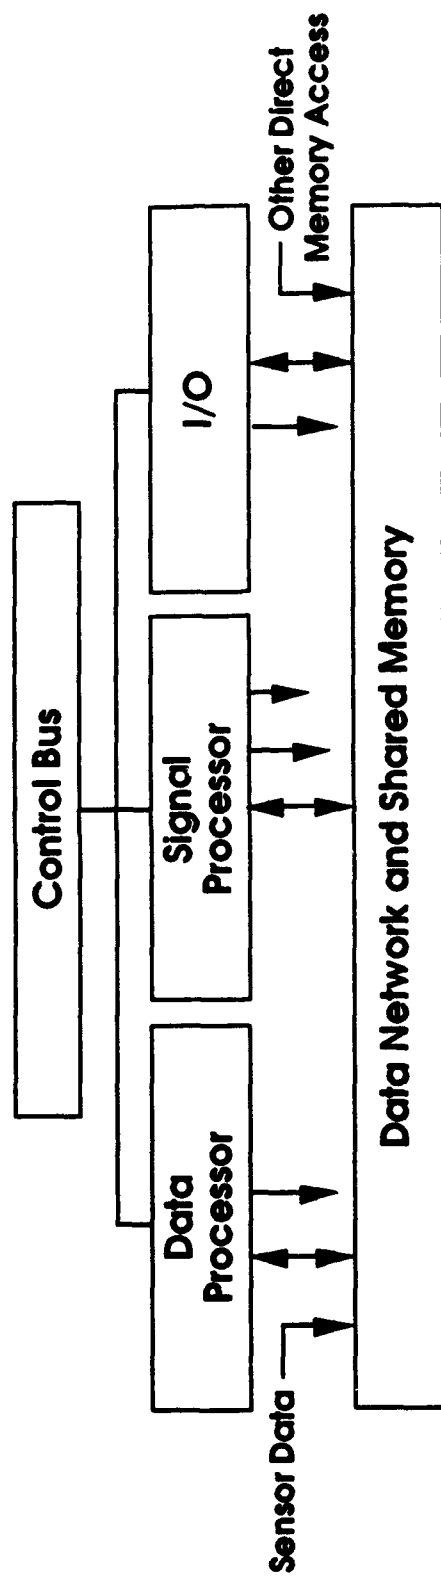 Control Bus
Data
Processor
Signal
Processor
I/O
Sensor Data
Other Direct
Memory Access
Data Network and Shared Memory